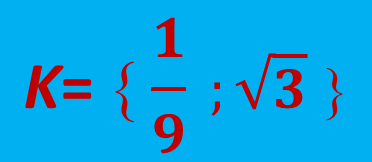 K= { 1/9 ; √3 }